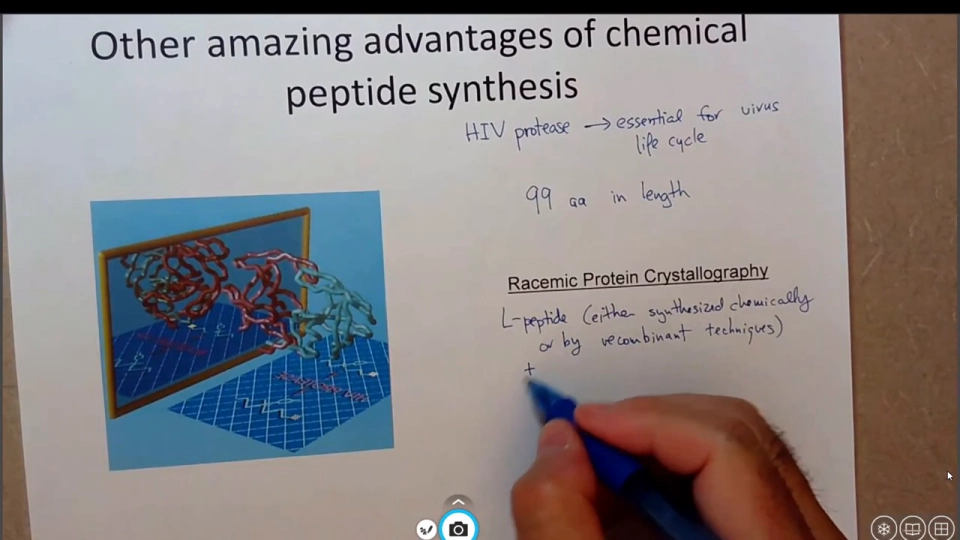 Other amazing advantages of chemical
peptide synthesis
HIV protease → essential for virus
life cycle
99 aa in length
Racemic Protein Crystallography
L-peptide (either synthesized chemically
or by recombinant techniques)
+